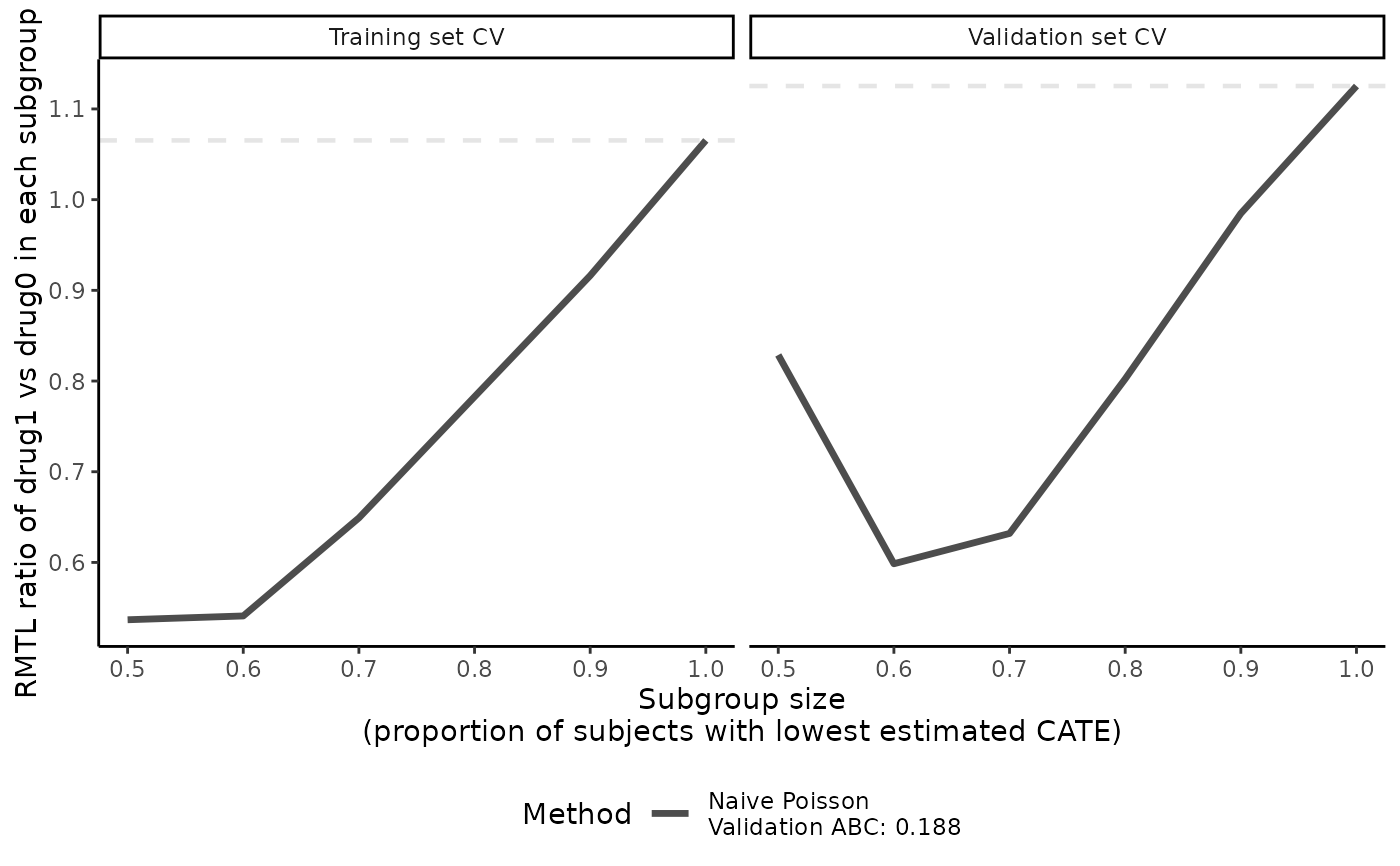 Training set CV
Validation set CV
RMTL ratio of drug1 vs drug0 in each subgroup
1.1
1.0
0.9
0.8
0.7
0.6
0.5 0.6 0.7 0.8 0.9 1.0
0.5 0.6 0.7 0.8 0.9 1.0
Subgroup size
(proportion of subjects with lowest estimated CATE)
Method
Naive Poisson
Validation ABC: 0.188